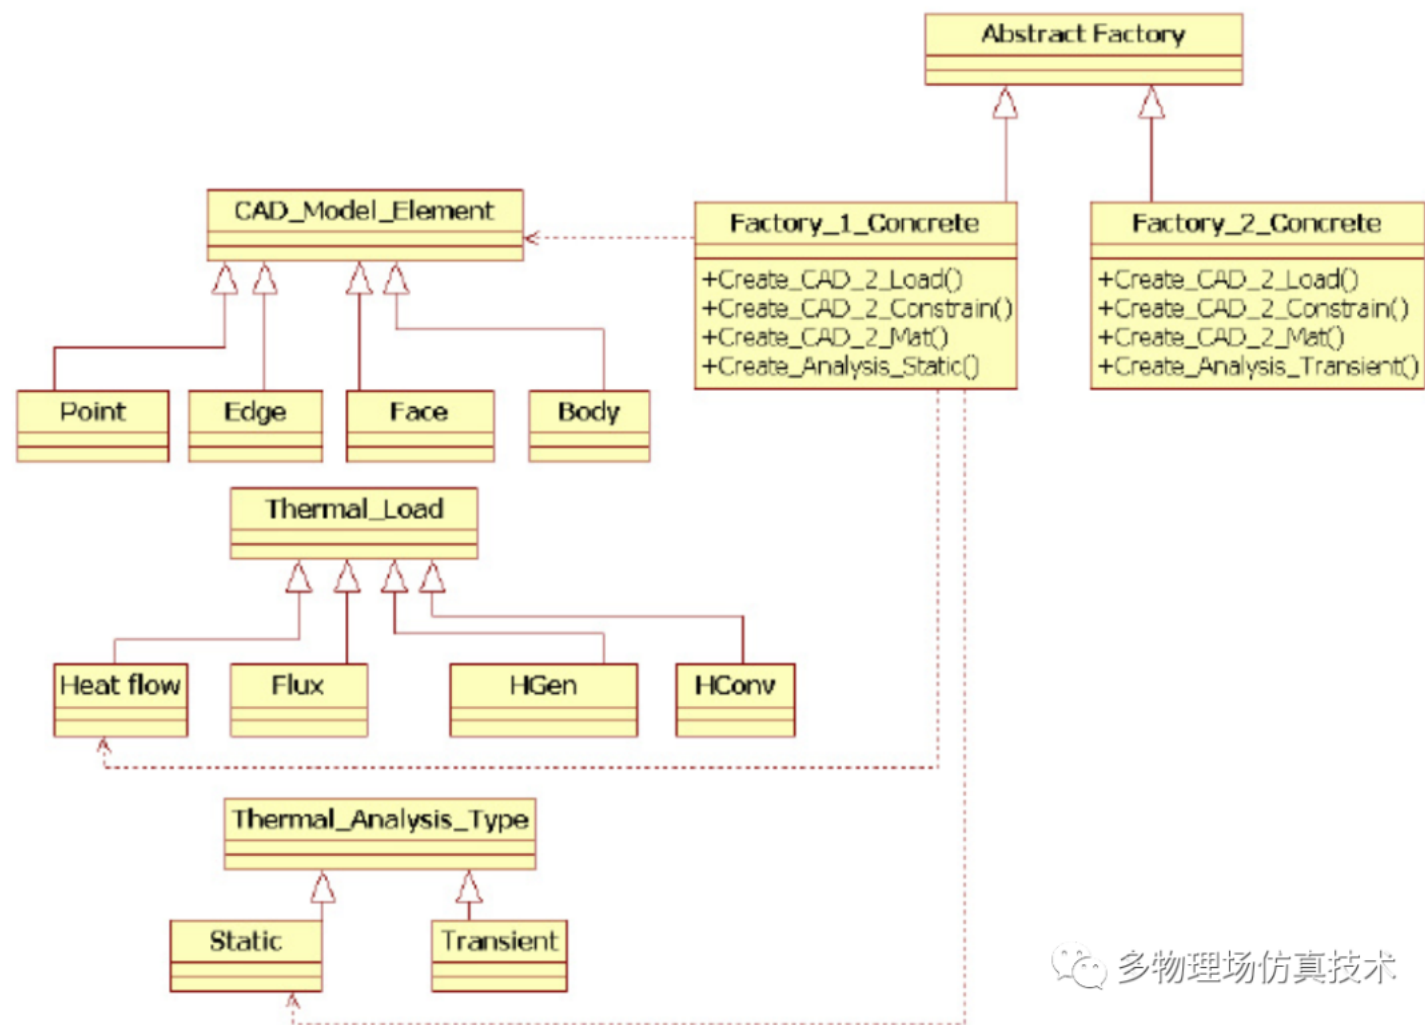 Abstract Factory
CAD_Model_Element
Factory_1_Concrete
+Create_CAD_2_Load()
+Create_CAD_2_Constrain()
+Create_CAD_2_Mat()
+Create_Analysis_Static()
Factory_2_Concrete
+Create_CAD_2_Load()
+Create_CAD_2_Constrain()
+Create_CAD_2_Mat()
+Create_Analysis_Transient()
Point
Edge
Face
Body
Thermal_Load
Heat flow
Flux
HGen
HConv
Thermal_Analysis_Type
Static
Transient
多物理场仿真技术